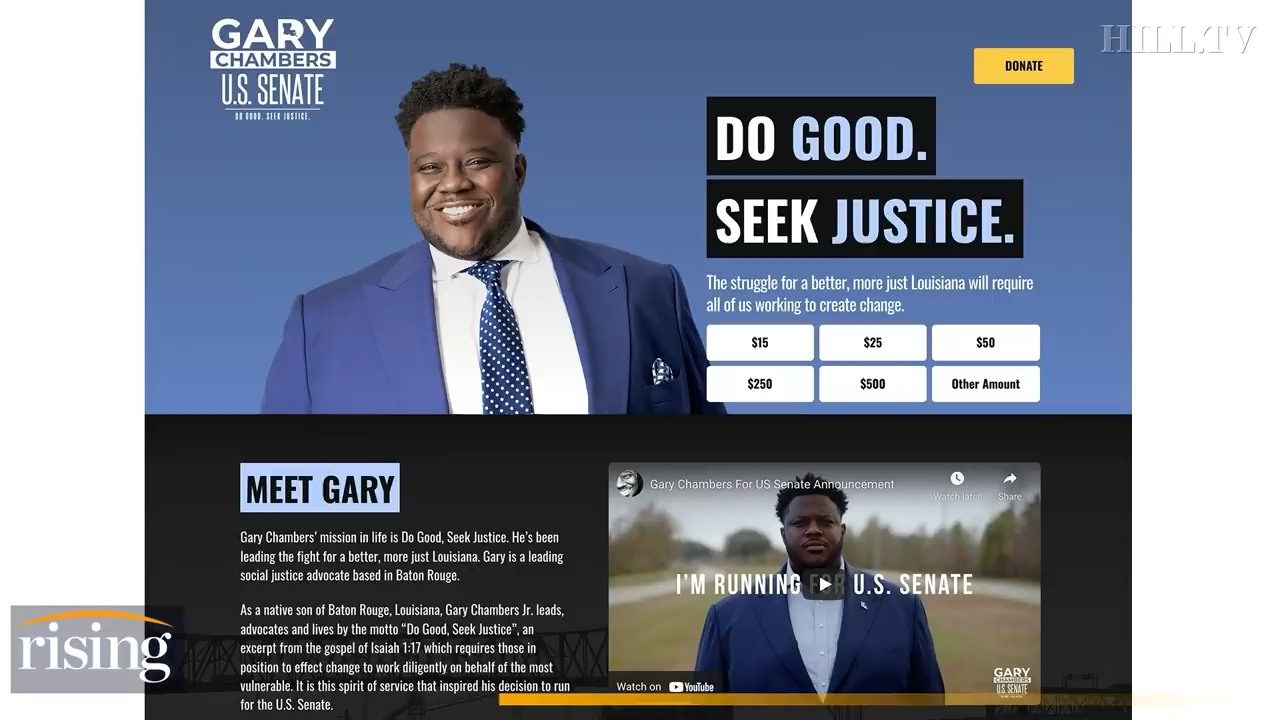 GARY
CHAMBERS
U.S. SENATE
DO GOOD. SEEK JUSTICE.
HILL.TV
DONATE
DO GOOD.
SEEK JUSTICE.
The struggle for a better, more just Louisiana will require
all of us working to create change.
$15
$25
$50
$250
$500
Other Amount
MEET GARY
Gary Chambers’ mission in life is Do Good, Seek Justice. He’s been
leading the fight for a better, more just Louisiana. Gary is a leading
social justice advocate based in Baton Rouge.
As a native son of Baton Rouge, Louisiana, Gary Chambers Jr. leads,
advocates and lives by the motto “Do Good, Seek Justice”, an
excerpt from the gospel of Isaiah 1:17 which requires those in
position to effect change to work diligently on behalf of the most
vulnerable. It is this spirit of service that inspired his decision to run
for the U.S. Senate.
Gary Chambers For US Senate Announcement
Watch later
Share
I’M RUNNING FOR U.S. SENATE
Watch on YouTube
GARY
CHAMBERS
U.S. SENATE
rising